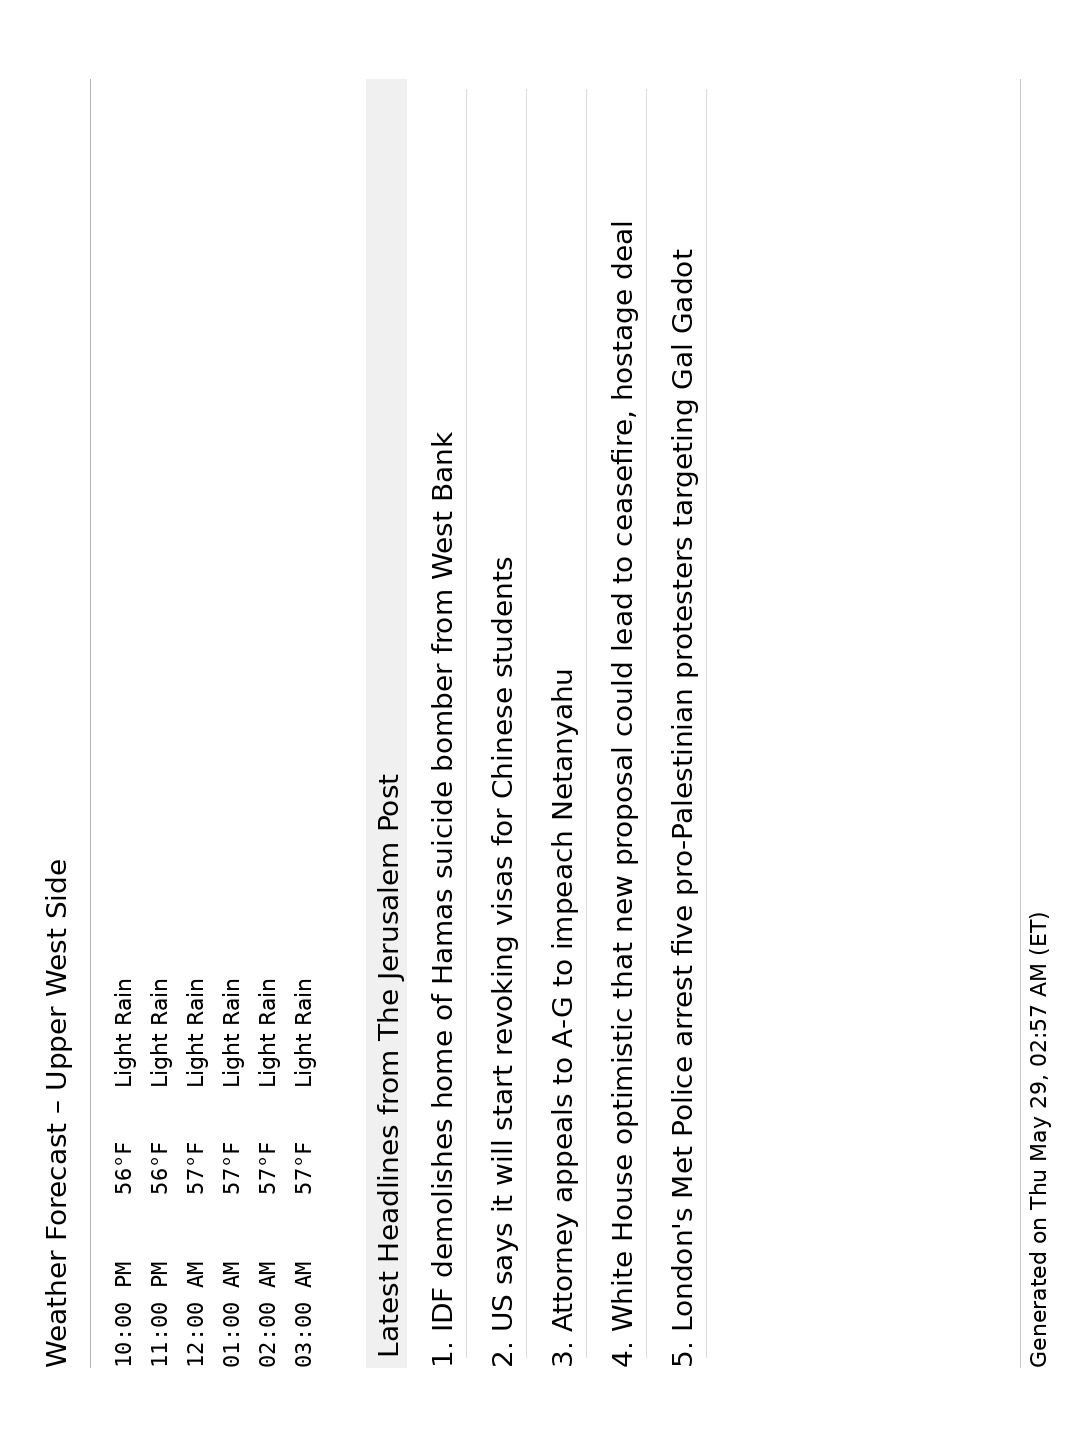 Weather Forecast – Upper West Side
10:00 PM 56°F Light Rain
11:00 PM 56°F Light Rain
12:00 AM 57°F Light Rain
01:00 AM 57°F Light Rain
02:00 AM 57°F Light Rain
03:00 AM 57°F Light Rain
Latest Headlines from The Jerusalem Post
1. IDF demolishes home of Hamas suicide bomber from West Bank
2. US says it will start revoking visas for Chinese students
3. Attorney appeals to A-G to impeach Netanyahu
4. White House optimistic that new proposal could lead to ceasefire, hostage deal
5. London's Met Police arrest five pro-Palestinian protesters targeting Gal Gadot
Generated on Thu May 29, 02:57 AM (ET)